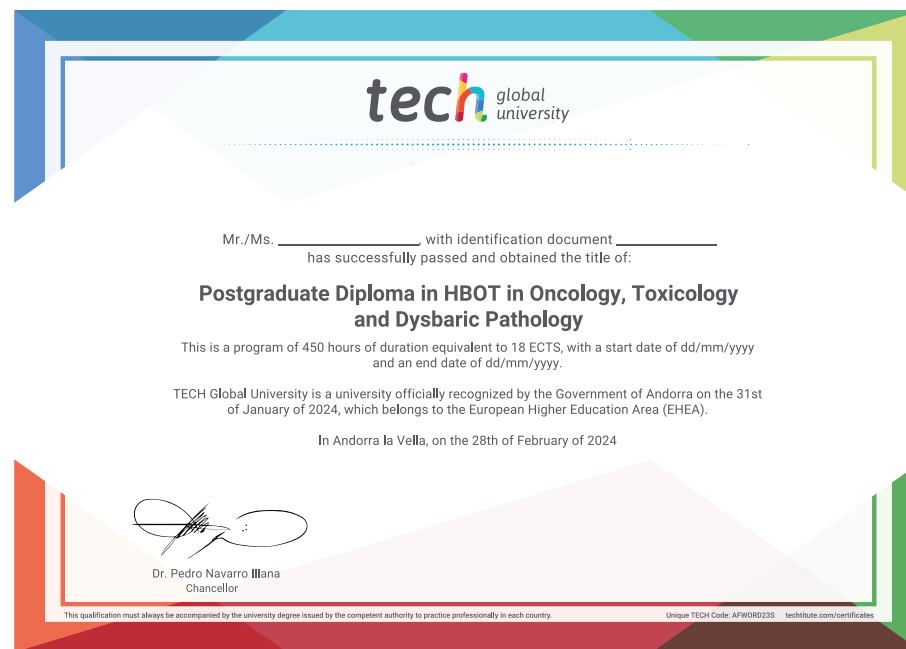 tech global university
Mr./Ms. ____________, with identification document ____________
has successfully passed and obtained the title of:
Postgraduate Diploma in HBOT in Oncology, Toxicology
and Dysbaric Pathology
This is a program of 450 hours of duration equivalent to 18 ECTS, with a start date of dd/mm/yyyy
and an end date of dd/mm/yyyy.
TECH Global University is a university officially recognized by the Government of Andorra on the 31st
of January of 2024, which belongs to the European Higher Education Area (EHEA).
In Andorra la Vella, on the 28th of February of 2024
Dr. Pedro Navarro Illana
Chancellor
This qualification must always be accompanied by the university degree issued by the competent authority to practice professionally in each country. Unique TECH Code: AFWORD23S techtitute.com/certificates